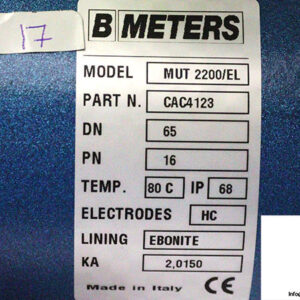 17
B METERS
MODEL MUT 2200/EL
PART N. CAC4123
DN 65
PN 16
TEMP. 80 C IP 68
ELECTRODES HC
LINING EBONITE
KA 2,0150
Made in Italy CE